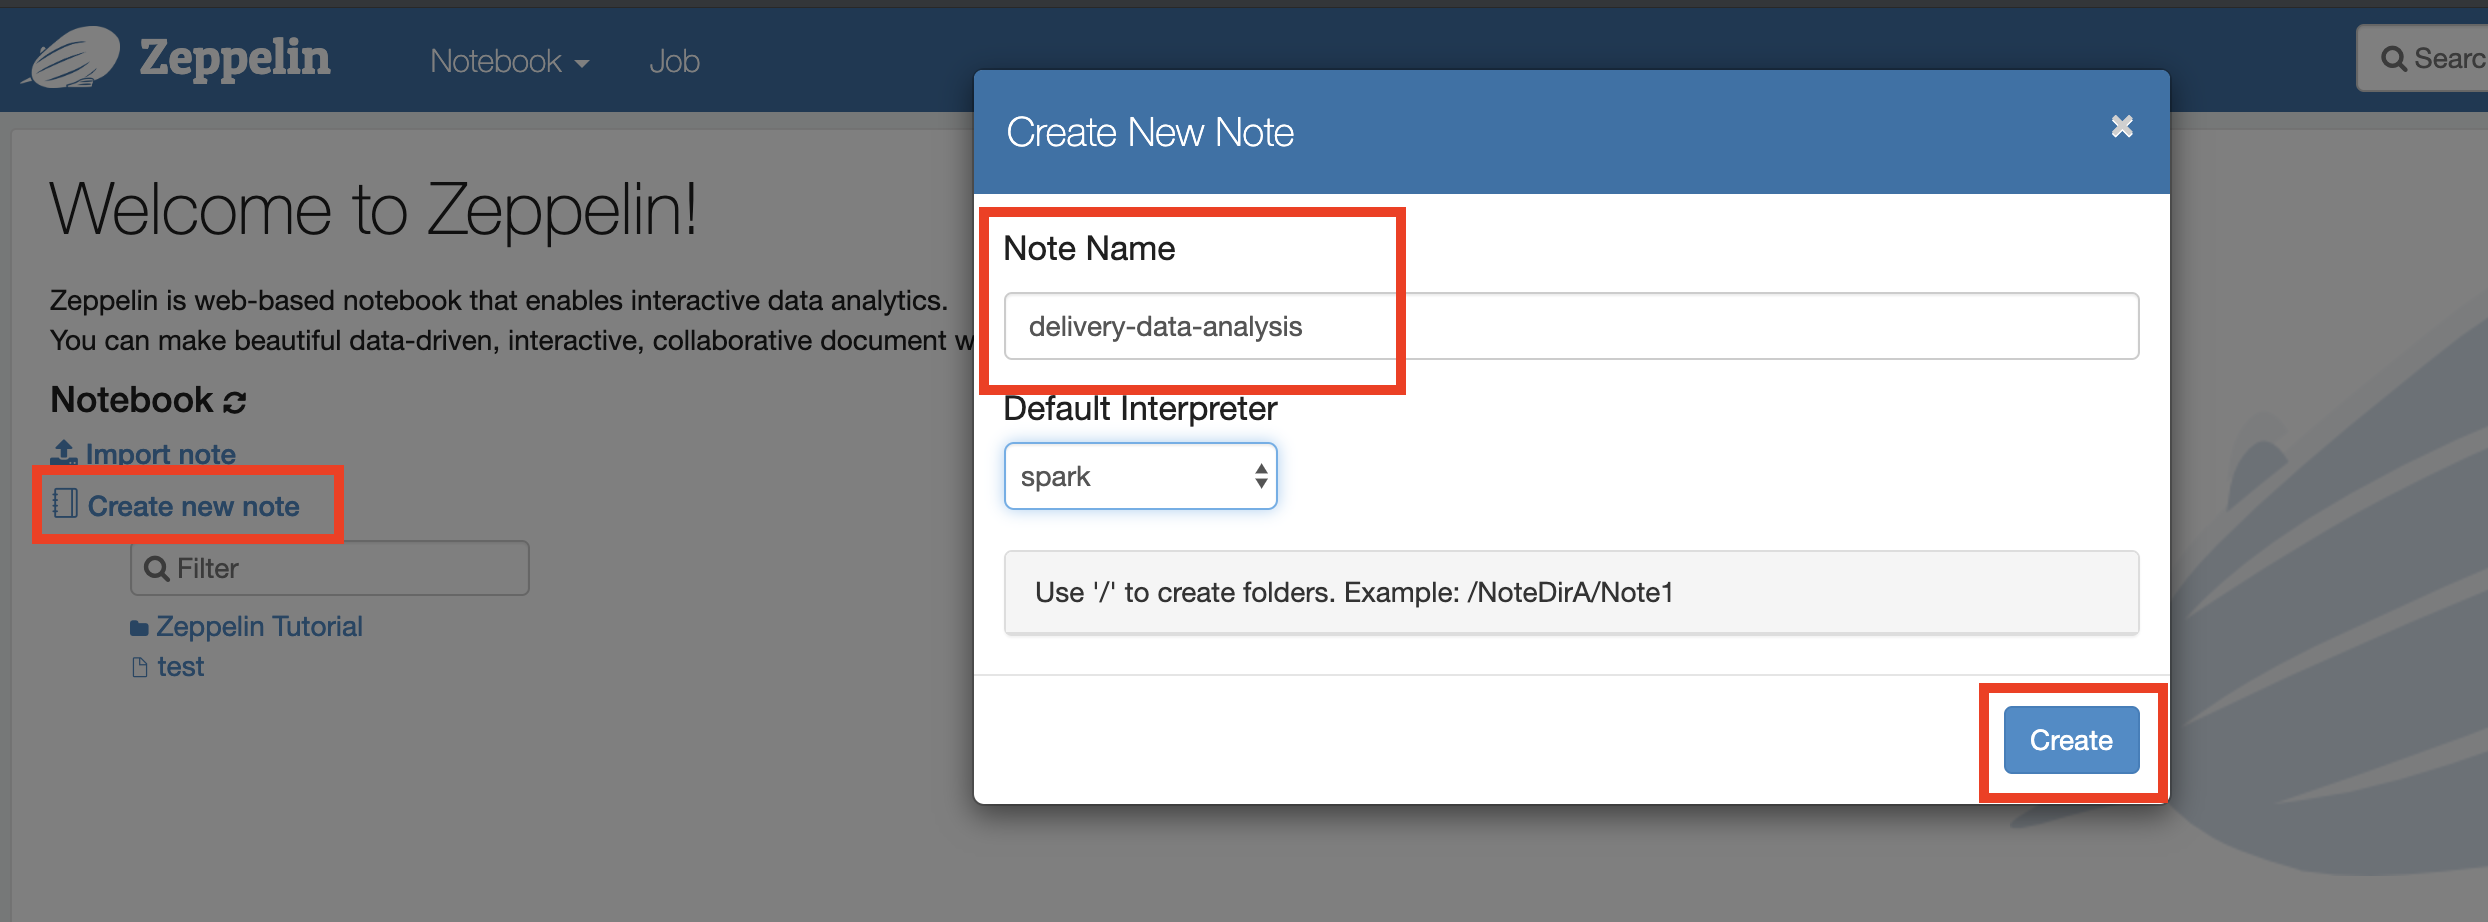 Zeppelin
Notebook
Job
Welcome to Zeppelin!
Zeppelin is web-based notebook that enables interactive data analytics.
You can make beautiful data-driven, interactive, collaborative document w
Notebook
Import note
Create new note
Filter
Zeppelin Tutorial
test
Create New Note
Note Name
delivery-data-analysis
Default Interpreter
spark
Use '/' to create folders. Example: /NoteDirA/Note1
Create
Searc